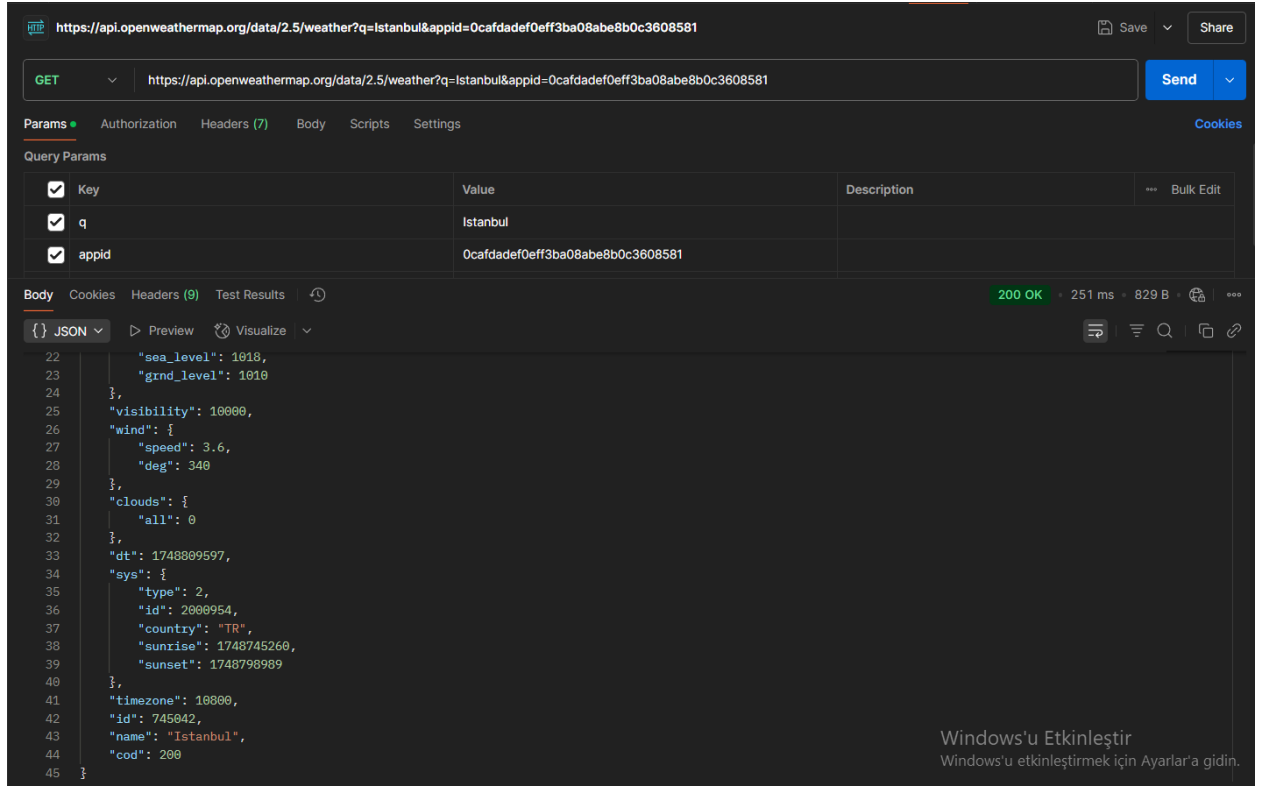 HTTP https://api.openweathermap.org/data/2.5/weather?q=Istanbul&appid=0cafdadef0eff3ba08abe8b0c3608581 Save Share
GET https://api.openweathermap.org/data/2.5/weather?q=Istanbul&appid=0cafdadef0eff3ba08abe8b0c3608581 Send
Params Authorization Headers (7) Body Scripts Settings Cookies
Query Params
Key Value Description Bulk Edit
q Istanbul
appid 0cafdadef0eff3ba08abe8b0c3608581
Body Cookies Headers (9) Test Results 200 OK 251 ms 829 B
{} JSON Preview Visualize
22 "sea_level": 1018,
23 "grnd_level": 1010
24 },
25 "visibility": 10000,
26 "wind": {
27 "speed": 3.6,
28 "deg": 340
29 },
30 "clouds": {
31 "all": 0
32 },
33 "dt": 1748809597,
34 "sys": {
35 "type": 2,
36 "id": 2000954,
37 "country": "TR",
38 "sunrise": 1748745260,
39 "sunset": 1748798989
40 },
41 "timezone": 10800,
42 "id": 745042,
43 "name": "Istanbul",
44 "cod": 200
45 }
Windows'u Etkinleştir
Windows'u etkinleştirmek için Ayarlar'a gidin.